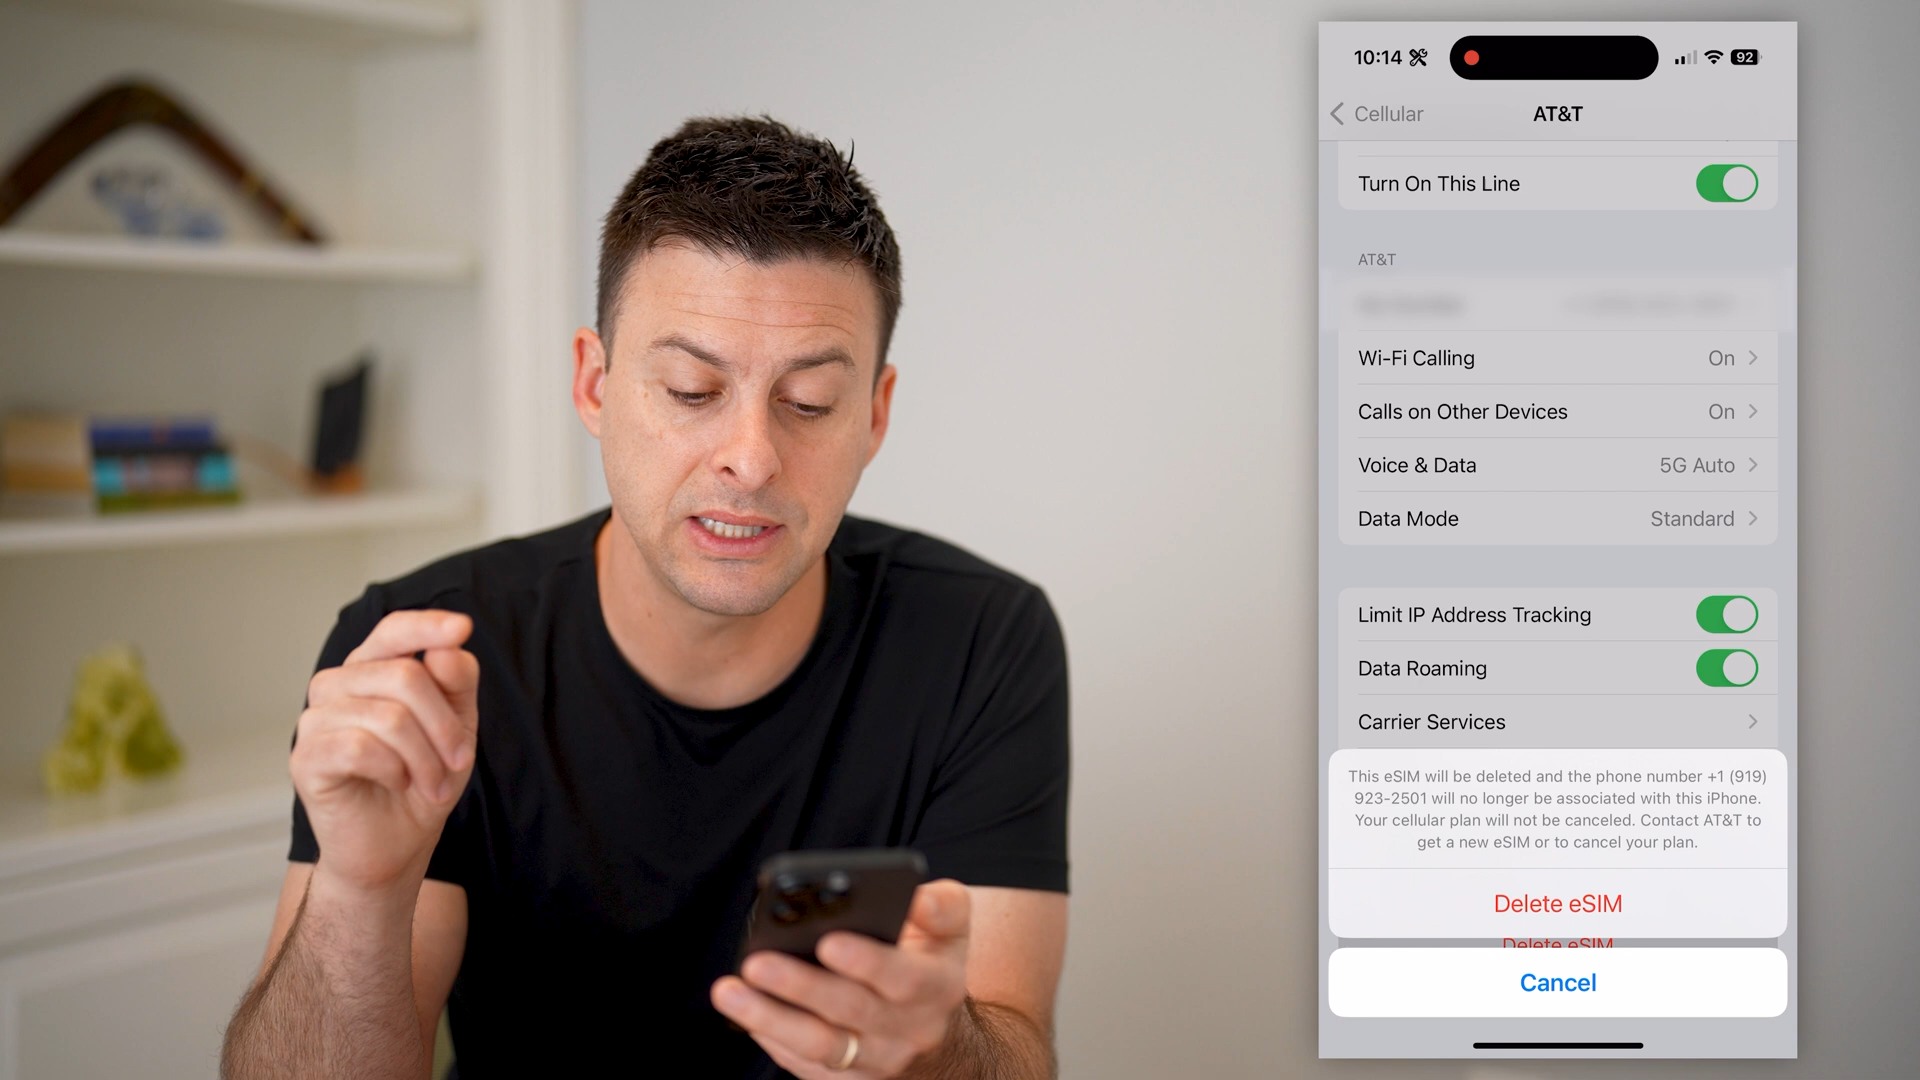 10:14
92
Cellular
AT&T
Turn On This Line
AT&T
Wi-Fi Calling On
Calls on Other Devices On
Voice & Data 5G Auto
Data Mode Standard
Limit IP Address Tracking
Data Roaming
Carrier Services
This eSIM will be deleted and the phone number +1 (919)
923-2501 will no longer be associated with this iPhone.
Your cellular plan will not be canceled. Contact AT&T to
get a new eSIM or to cancel your plan.
Delete eSIM
Delete eSIM
Cancel